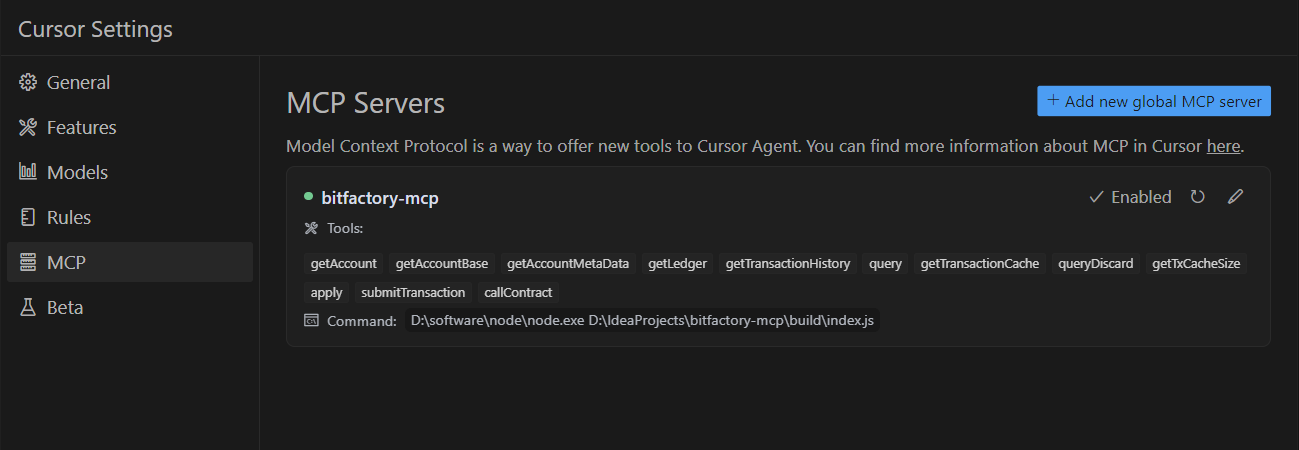 Cursor Settings
General
Features
Models
Rules
MCP
Beta
MCP Servers
+ Add new global MCP server
Model Context Protocol is a way to offer new tools to Cursor Agent. You can find more information about MCP in Cursor here.
bitfactory-mcp
Enabled
Tools:
getAccount getAccountBase getAccountMetaData getLedger getTransactionHistory query getTransactionCache queryDiscard getTxCacheSize
apply submitTransaction callContract
Command: D:\software\node\node.exe D:\IdeaProjects\bitfactory-mcp\build\index.js